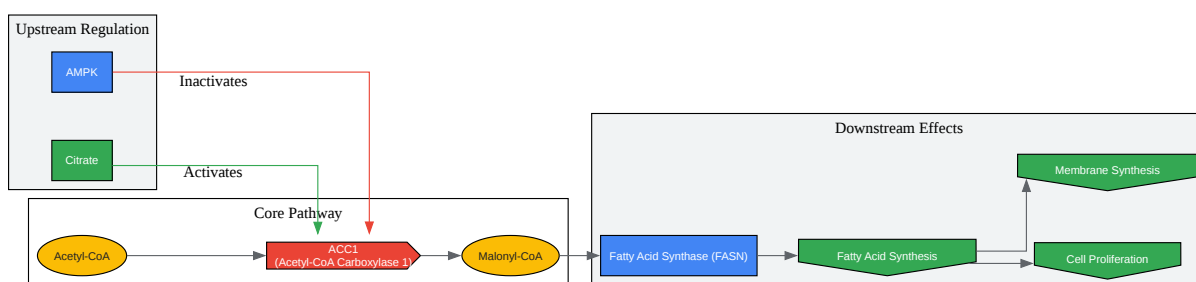 Upstream Regulation
AMPK
Inactivates
Citrate
Activates
Core Pathway
Acetyl-CoA
ACC1
(Acetyl-CoA Carboxylase 1)
Malonyl-CoA
Downstream Effects
Fatty Acid Synthase (FASN)
Fatty Acid Synthesis
Membrane Synthesis
Cell Proliferation